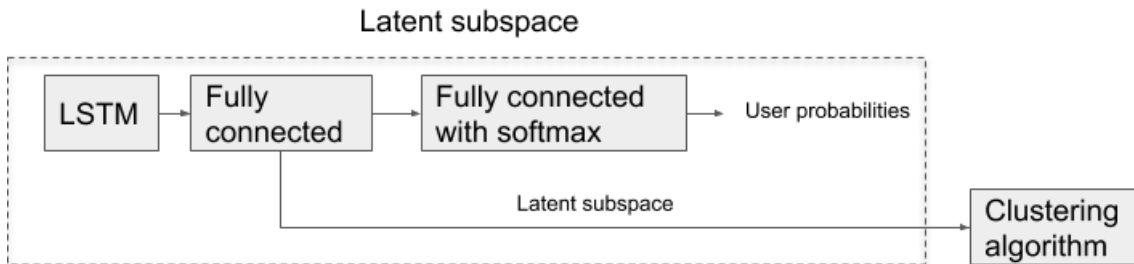 Latent subspace
LSTM
Fully
connected
Fully connected
with softmax
User probabilities
Latent subspace
Clustering
algorithm